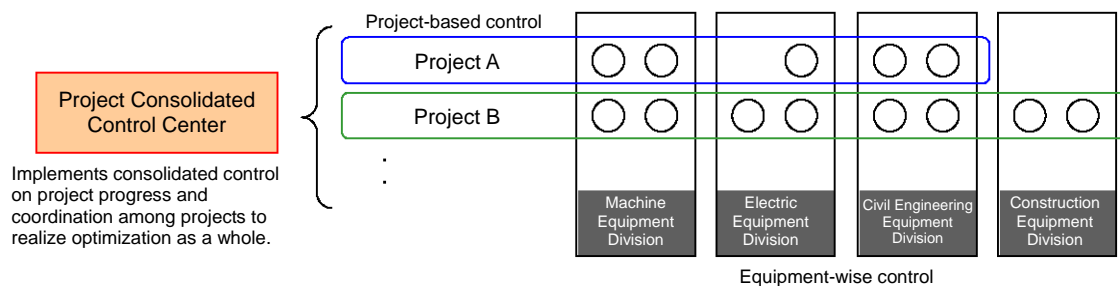 Project-based control
Project A
Project B
.
.
Project Consolidated
Control Center
Implements consolidated control
on project progress and
coordination among projects to
realize optimization as a whole.
Machine
Equipment
Division
Electric
Equipment
Division
Civil Engineering
Equipment
Division
Construction
Equipment
Division
Equipment-wise control